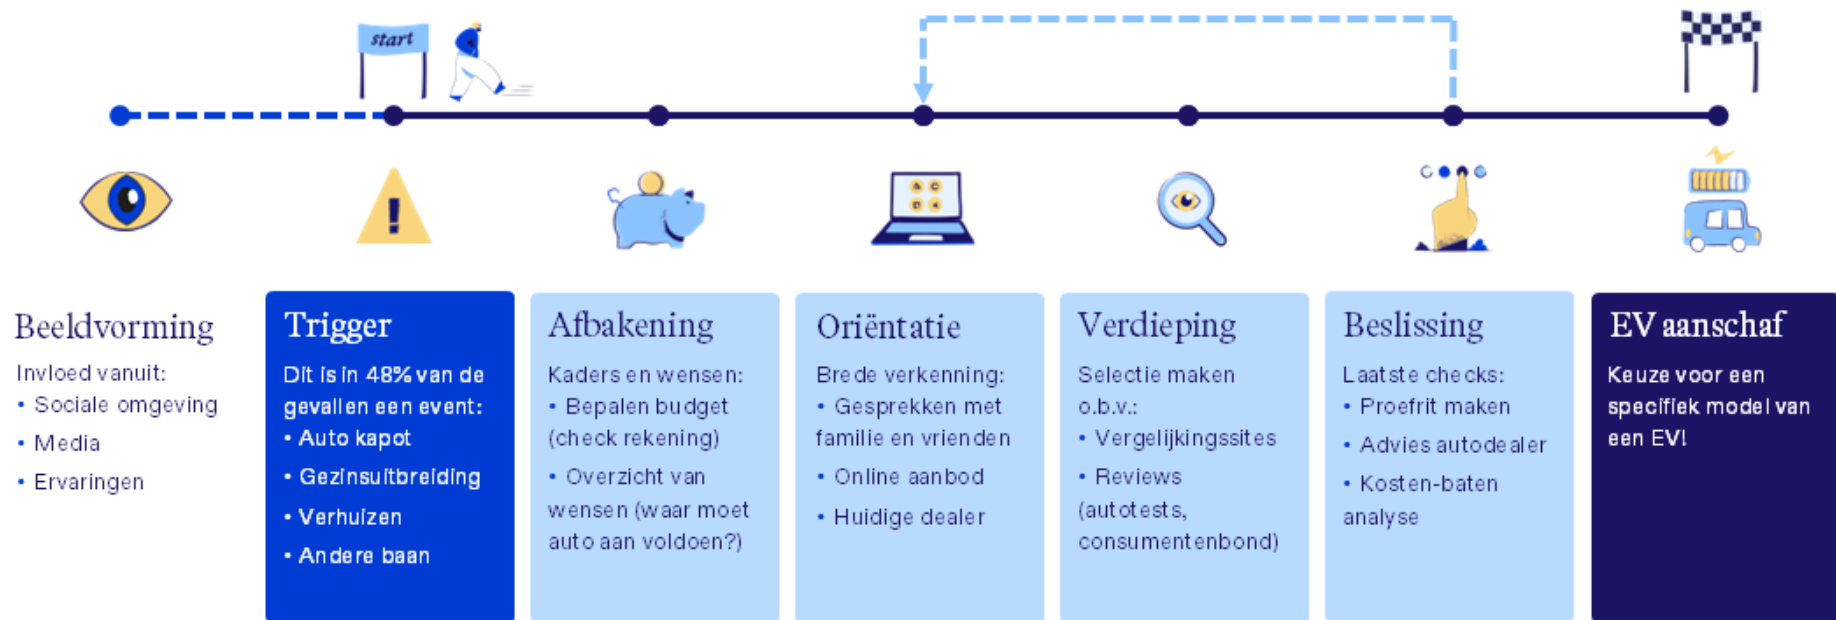 start
Beeldvorming
Invloed vanuit:
• Sociale omgeving
• Media
• Ervaringen
Trigger
Dit is in 48% van de
gevallen een event:
• Auto kapot
• Gezinsuitbreiding
• Verhuizen
• Andere baan
Afbakening
Kaders en wensen:
• Bepalen budget
(check rekening)
• Overzicht van
wensen (waar moet
auto aan voldoen?)
Oriëntatie
Brede verkenning:
• Gesprekken met
familie en vrienden
• Online aanbod
• Huidige dealer
Verdieping
Selectie maken
o.b.v.:
• Vergelijkingssites
• Reviews
(autotests,
consumentenbond)
Beslissing
Laatste checks:
• Proefrit maken
• Advies autodealer
• Kosten-baten
analyse
EV aanschaf
Keuze voor een
specifiek model van
een EV!